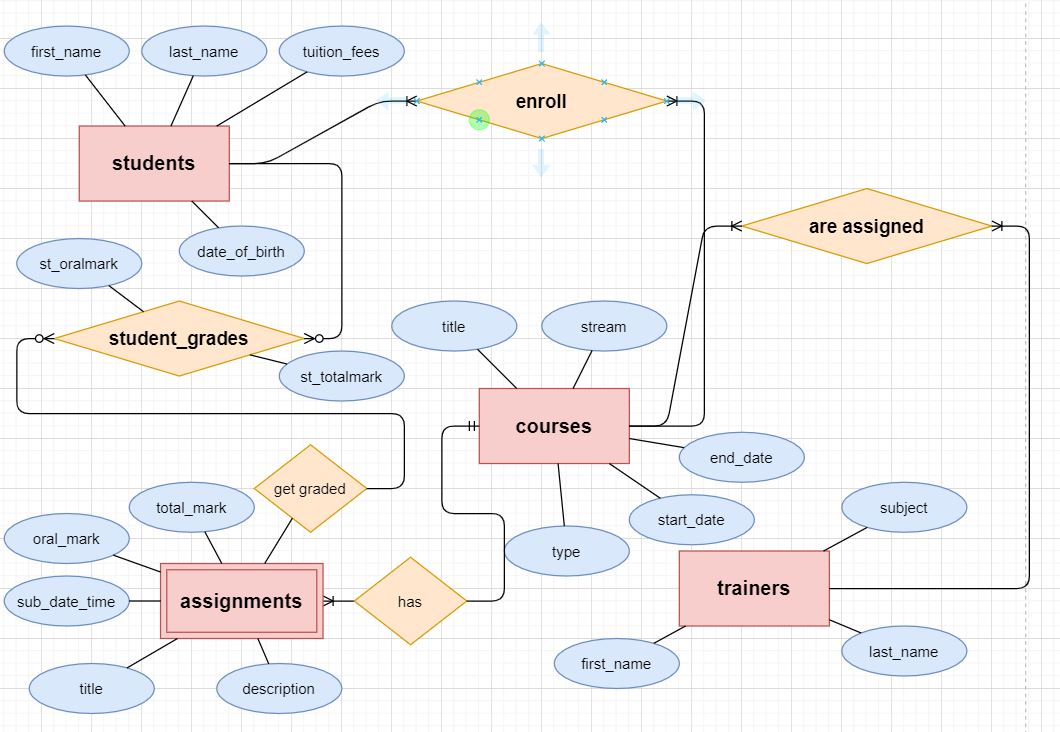 first_name
last_name
tuition_fees
enroll
students
date_of_birth
are assigned
st_oralmark
student_grades
st_totalmark
title
stream
courses
end_date
get graded
total_mark
start_date
subject
oral_mark
type
trainers
sub_date_time
assignments
has
first_name
last_name
title
description